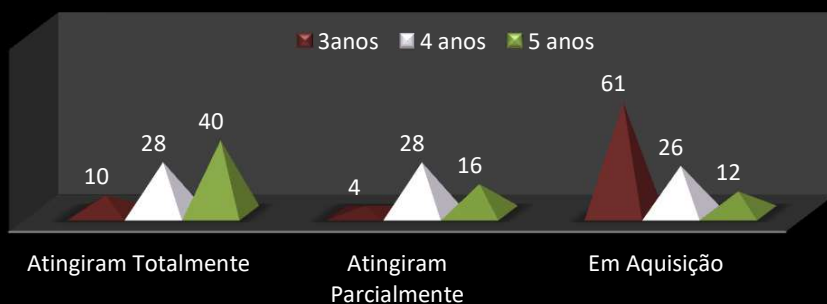 3anos 4 anos 5 anos
61
40
28
28
26
16
12
10
4
Atingiram Totalmente
Atingiram
Parcialmente
Em Aquisição